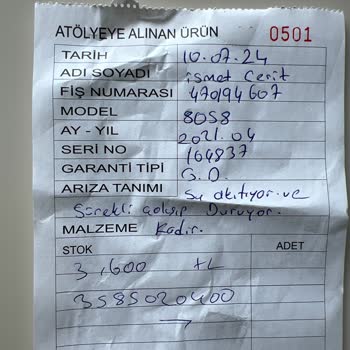 ATÖLYEYE ALINAN ÜRÜN 0501
TARİH 10.07.24
ADI SOYADI ismet Cerit
FİŞ NUMARASI 470194607
MODEL 8058
AY - YIL 2021.04
SERİ NO 164837
GARANTİ TİPİ G.D.
ARIZA TANIMI Su akıtıyor ve
Sürekli çalışıp Duruyor.
MALZEME Kadir.
STOK ADET
3,600 TL
3585020400